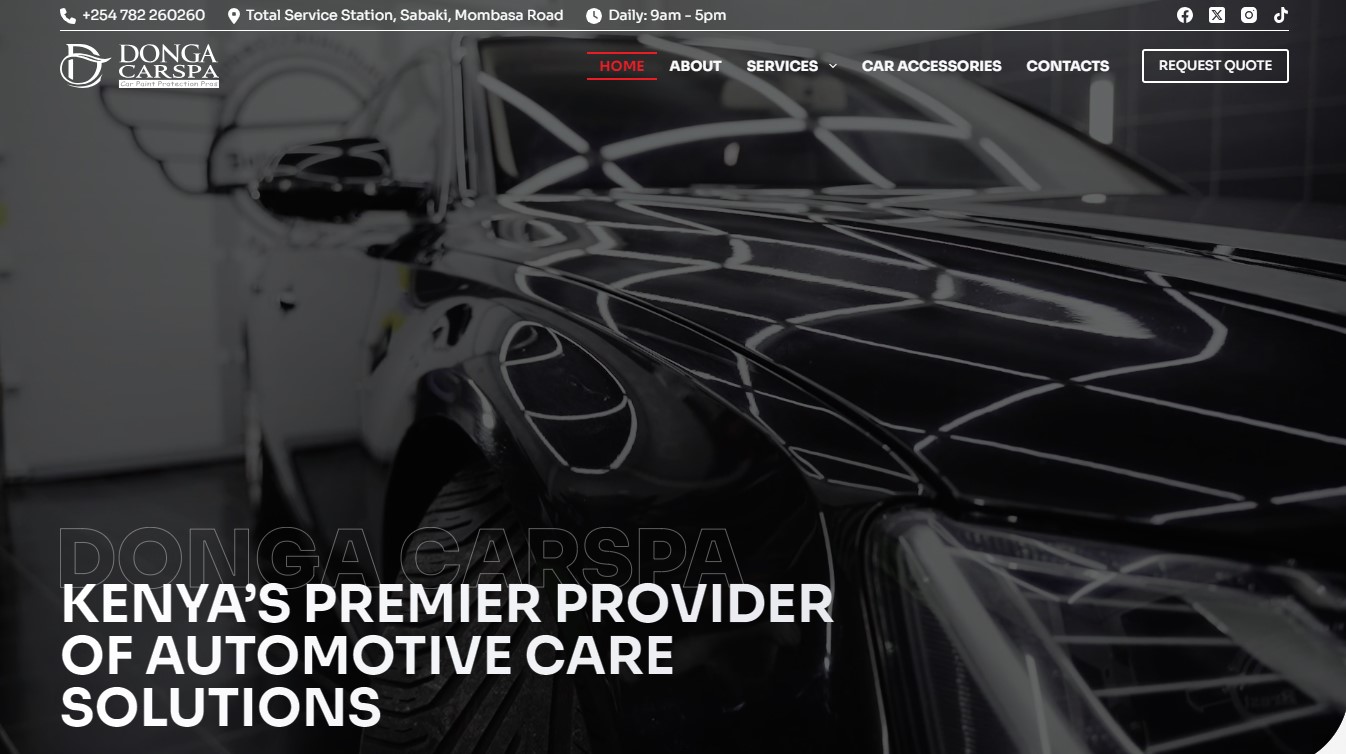 +254 782 260260
Total Service Station, Sabaki, Mombasa Road
Daily: 9am - 5pm
DONGA
CARSPA
Car Paint Protection Pros
HOME
ABOUT
SERVICES
CAR ACCESSORIES
CONTACTS
REQUEST QUOTE
DONGA CARSPA
KENYA’S PREMIER PROVIDER
OF AUTOMOTIVE CARE
SOLUTIONS